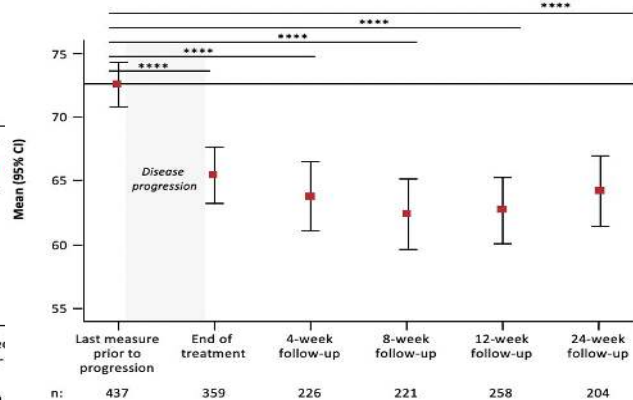 ****
****
****
****
****
75
70
65
60
55
Mean (95% CI)
Disease
progression
Last measure
prior to
progression
End of
treatment
4-week
follow-up
8-week
follow-up
12-week
follow-up
24-week
follow-up
n: 437 359 226 221 258 204